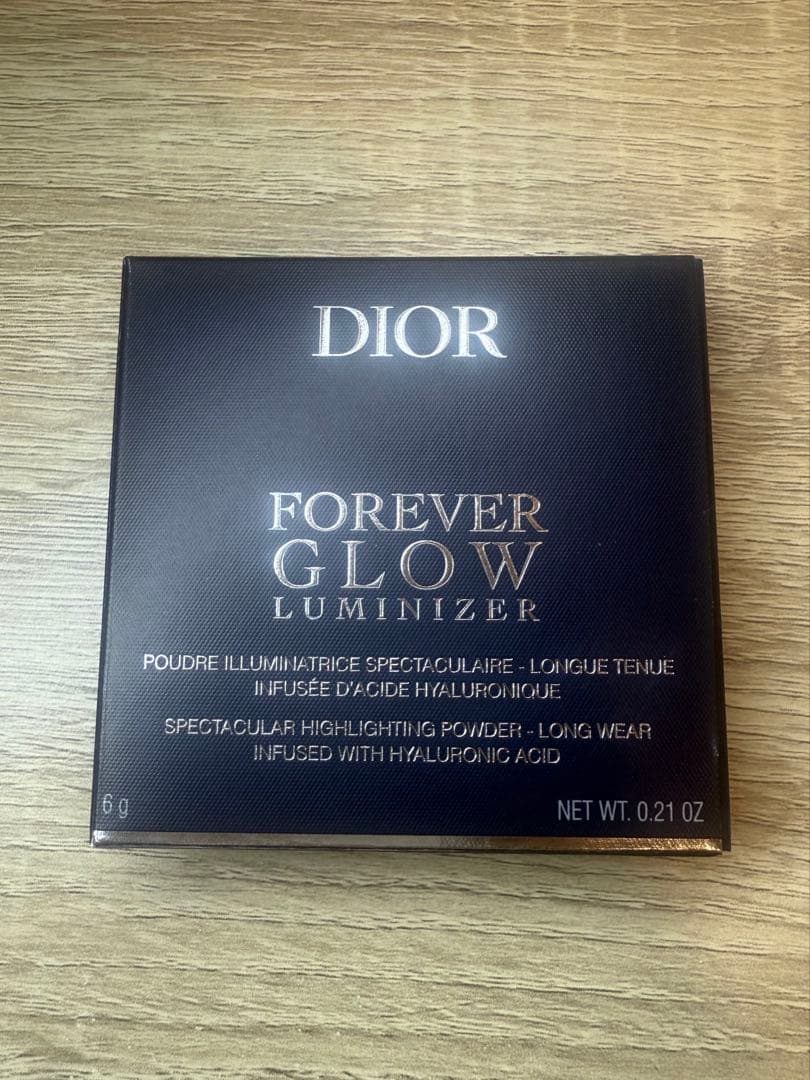 DIOR
FOREVER
GLOW
LUMINIZER
POUDRE ILLUMINATRICE SPECTACULAIRE - LONGUE TENUE
INFUSÉE D'ACIDE HYALURONIQUE
SPECTACULAR HIGHLIGHTING POWDER - LONG WEAR
INFUSED WITH HYALURONIC ACID
6 g NET WT. 0.21 OZ